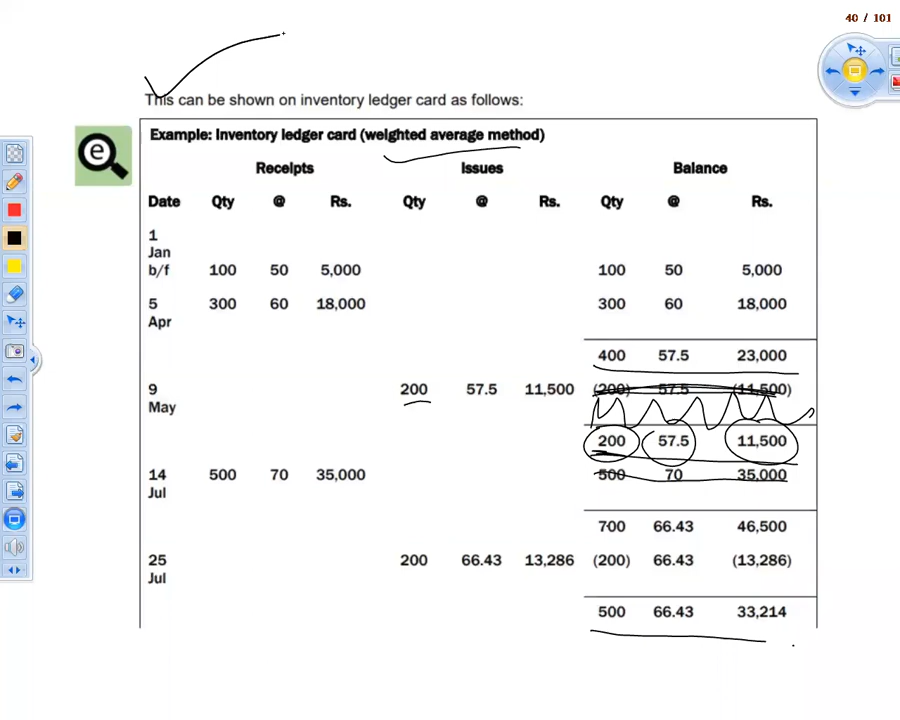 40 / 101
This can be shown on inventory ledger card as follows:
e
Example: Inventory ledger card (weighted average method)
Receipts Issues Balance
Date Qty @ Rs. Qty @ Rs. Qty @ Rs.
1
Jan
b/f 100 50 5,000 100 50 5,000
5 300 60 18,000 300 60 18,000
Apr
400 57.5 23,000
9 200 57.5 11,500 (200) 57.5 (11,500)
May
200 57.5 11,500
14 500 70 35,000 500 70 35,000
Jul
700 66.43 46,500
25 200 66.43 13,286 (200) 66.43 (13,286)
Jul
500 66.43 33,214